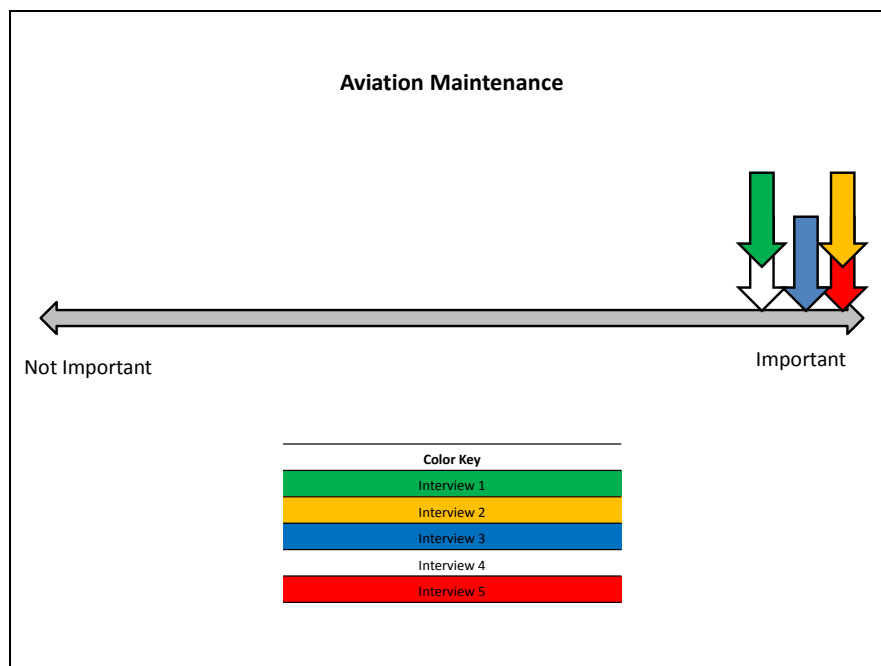 Aviation Maintenance
Not Important
Important
Color Key
Interview 1
Interview 2
Interview 3
Interview 4
Interview 5